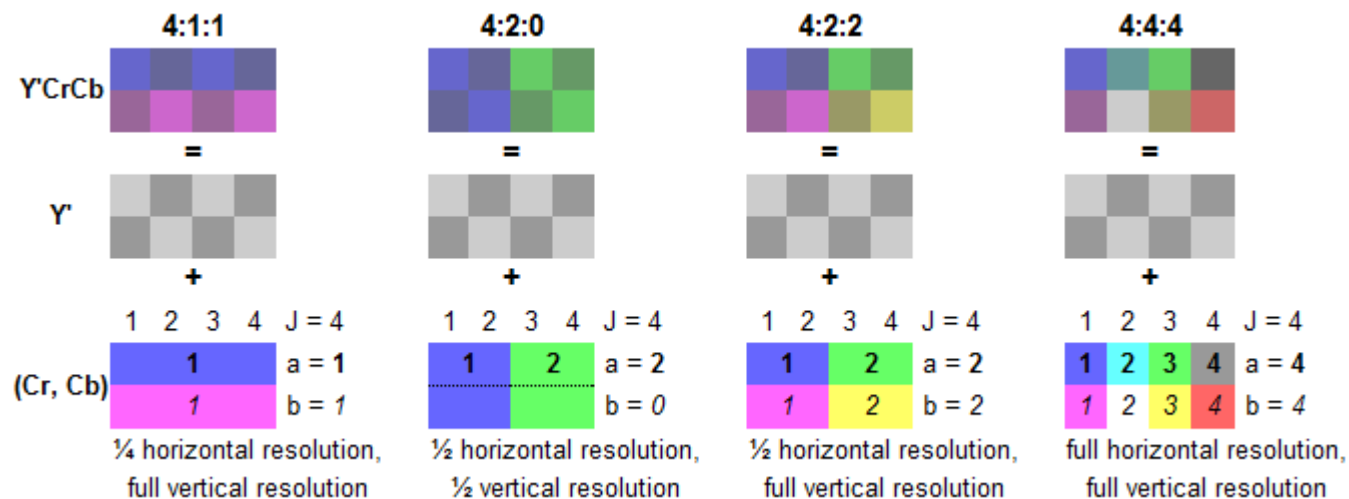 4:1:1 4:2:0 4:2:2 4:4:4
Y'CrCb
= = = =
Y'
+ + + +
1 2 3 4 J = 4 1 2 3 4 J = 4 1 2 3 4 J = 4 1 2 3 4 J = 4
1 a = 1 1 2 a = 2 1 2 a = 2 1 2 3 4 a = 4
(Cr, Cb)
1 b = 1 b = 0 1 2 b = 2 1 2 3 4 b = 4
¼ horizontal resolution, ½ horizontal resolution, ½ horizontal resolution, full horizontal resolution,
full vertical resolution ½ vertical resolution full vertical resolution full vertical resolution